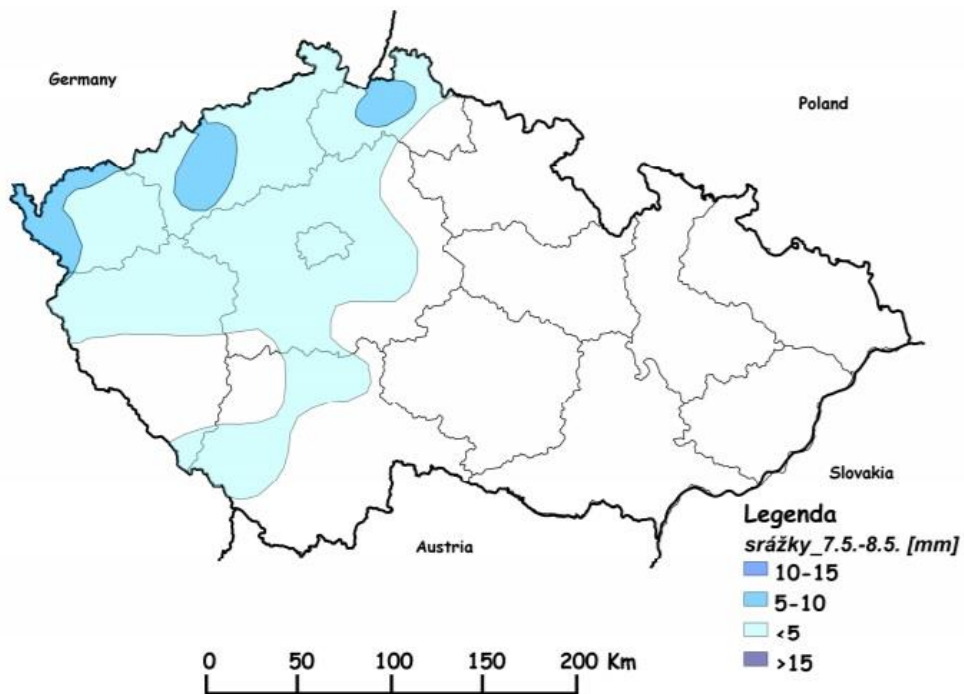 Germany
Poland
Slovakia
Austria
Legenda
srážky_7.5.-8.5. [mm]
10-15
5-10
<5
>15
0 50 100 150 200 Km